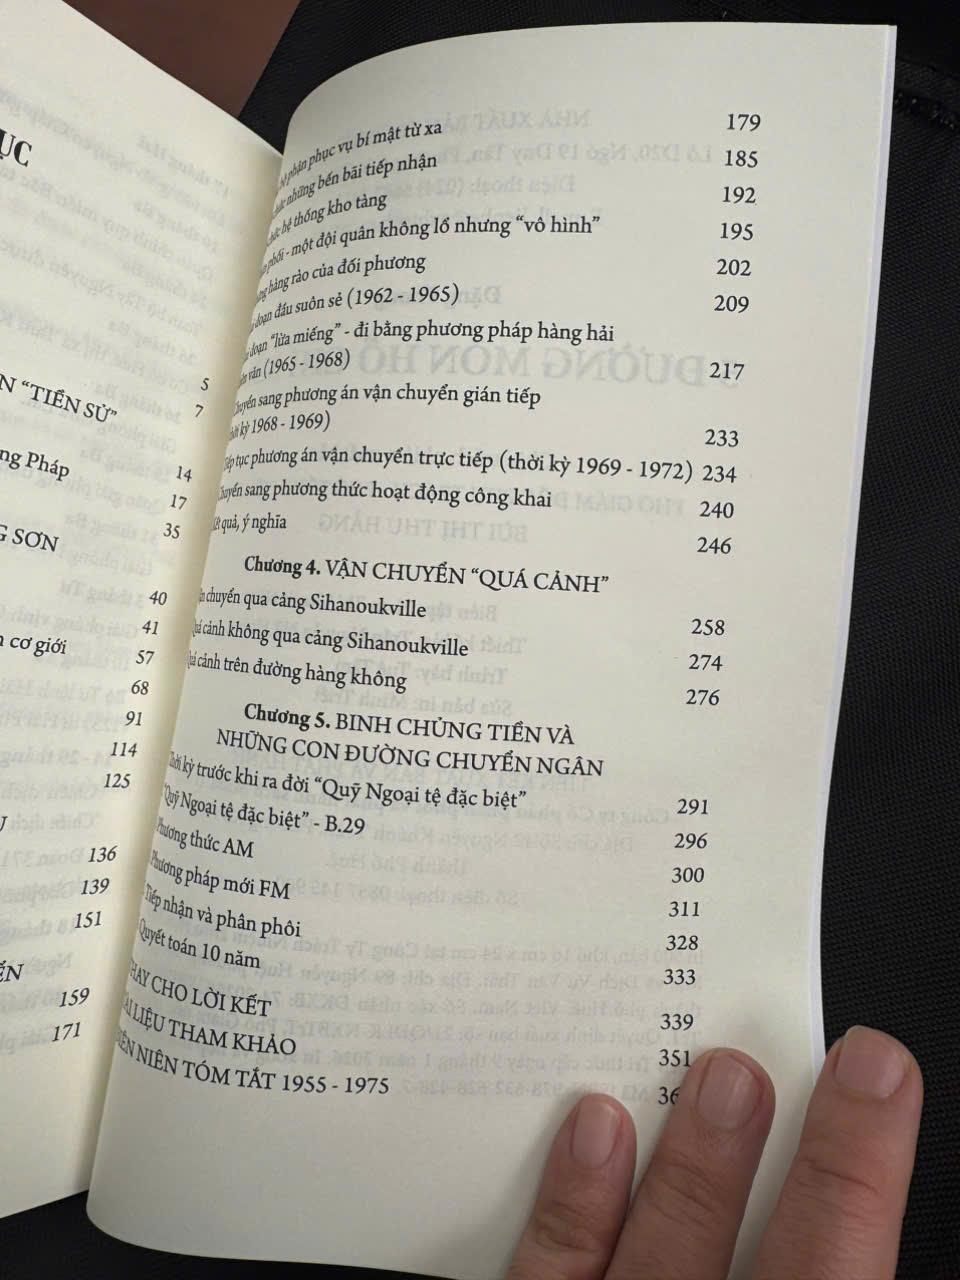 ỤC
5
N “TIỀN SỬ”
7
ng Pháp
14
17
35
G SƠN
40
41
n cơ giới
57
68
91
114
125
136
139
151
ỂN
159
171
phận phục vụ bí mật từ xa 179
chức những bến bãi tiếp nhận 185
chức hệ thống kho tàng 192
phối - một đội quân khổng lồ nhưng “vô hình” 195
hàng rào của đối phương 202
đoạn đầu suôn sẻ (1962 - 1965) 209
đoạn “lừa miếng” - đi bằng phương pháp hàng hải
văn (1965 - 1968) 217
Chuyển sang phương án vận chuyển gián tiếp
kỳ 1968 - 1969) 233
Tiếp tục phương án vận chuyển trực tiếp (thời kỳ 1969 - 1972) 234
Chuyển sang phương thức hoạt động công khai 240
Kết quả, ý nghĩa 246
Chương 4. VẬN CHUYỂN “QUÁ CẢNH”
chuyển qua cảng Sihanoukville 258
Quá cảnh không qua cảng Sihanoukville 274
Quá cảnh trên đường hàng không 276
Chương 5. BINH CHỦNG TIỀN VÀ
NHỮNG CON ĐƯỜNG CHUYỂN NGÂN
Thời kỳ trước khi ra đời “Quỹ Ngoại tệ đặc biệt” 291
“Quỹ Ngoại tệ đặc biệt” - B.29 296
Phương thức AM 300
Phương pháp mới FM 311
Tiếp nhận và phân phối 328
Quyết toán 10 năm 333
THAY CHO LỜI KẾT 339
TÀI LIỆU THAM KHẢO 351
BIÊN NIÊN TÓM TẮT 1955 - 1975